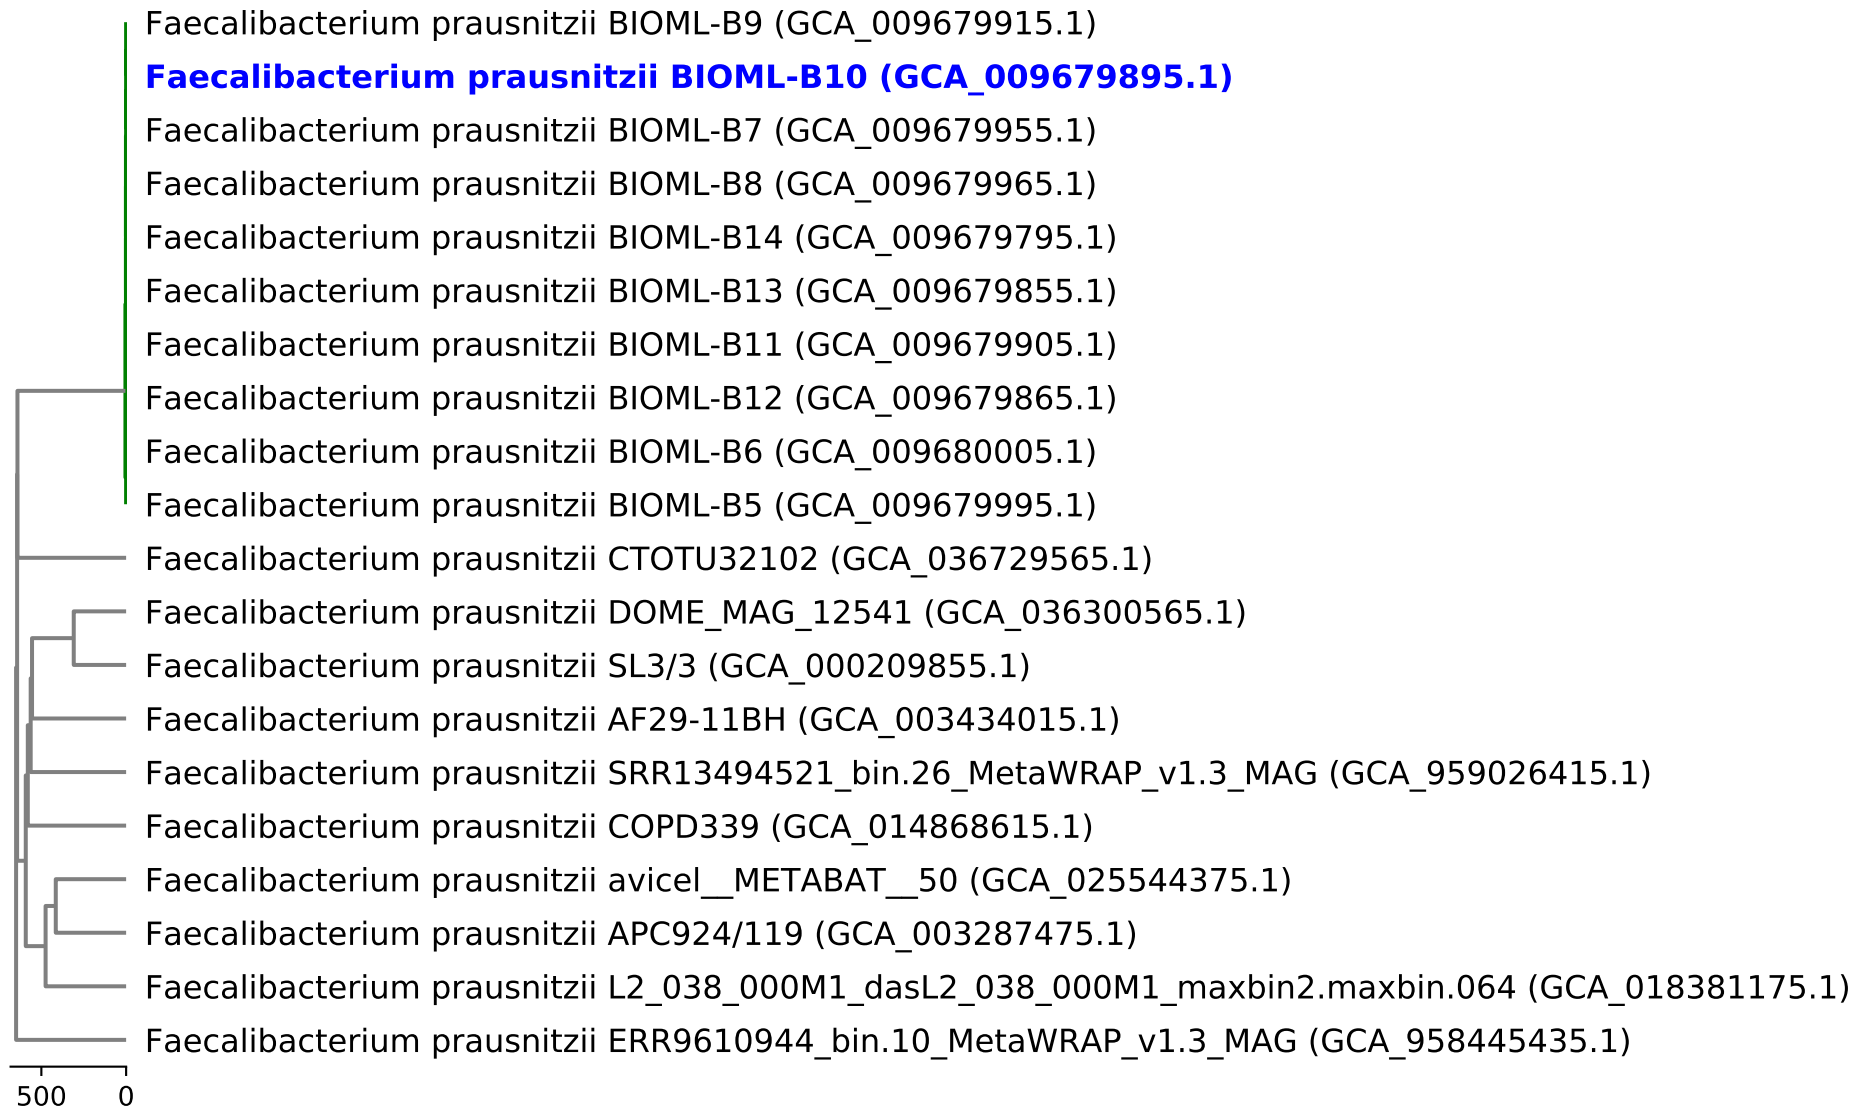 Faecalibacterium prausnitzii BIOML-B9 (GCA_009679915.1)
Faecalibacterium prausnitzii BIOML-B10 (GCA_009679895.1)
Faecalibacterium prausnitzii BIOML-B7 (GCA_009679955.1)
Faecalibacterium prausnitzii BIOML-B8 (GCA_009679965.1)
Faecalibacterium prausnitzii BIOML-B14 (GCA_009679795.1)
Faecalibacterium prausnitzii BIOML-B13 (GCA_009679855.1)
Faecalibacterium prausnitzii BIOML-B11 (GCA_009679905.1)
Faecalibacterium prausnitzii BIOML-B12 (GCA_009679865.1)
Faecalibacterium prausnitzii BIOML-B6 (GCA_009680005.1)
Faecalibacterium prausnitzii BIOML-B5 (GCA_009679995.1)
Faecalibacterium prausnitzii CTOTU32102 (GCA_036729565.1)
Faecalibacterium prausnitzii DOME_MAG_12541 (GCA_036300565.1)
Faecalibacterium prausnitzii SL3/3 (GCA_000209855.1)
Faecalibacterium prausnitzii AF29-11BH (GCA_003434015.1)
Faecalibacterium prausnitzii SRR13494521_bin.26_MetaWRAP_v1.3_MAG (GCA_959026415.1)
Faecalibacterium prausnitzii COPD339 (GCA_014868615.1)
Faecalibacterium prausnitzii avicel__METABAT__50 (GCA_025544375.1)
Faecalibacterium prausnitzii APC924/119 (GCA_003287475.1)
Faecalibacterium prausnitzii L2_038_000M1_dasL2_038_000M1_maxbin2.maxbin.064 (GCA_018381175.1)
Faecalibacterium prausnitzii ERR9610944_bin.10_MetaWRAP_v1.3_MAG (GCA_958445435.1)
500 0